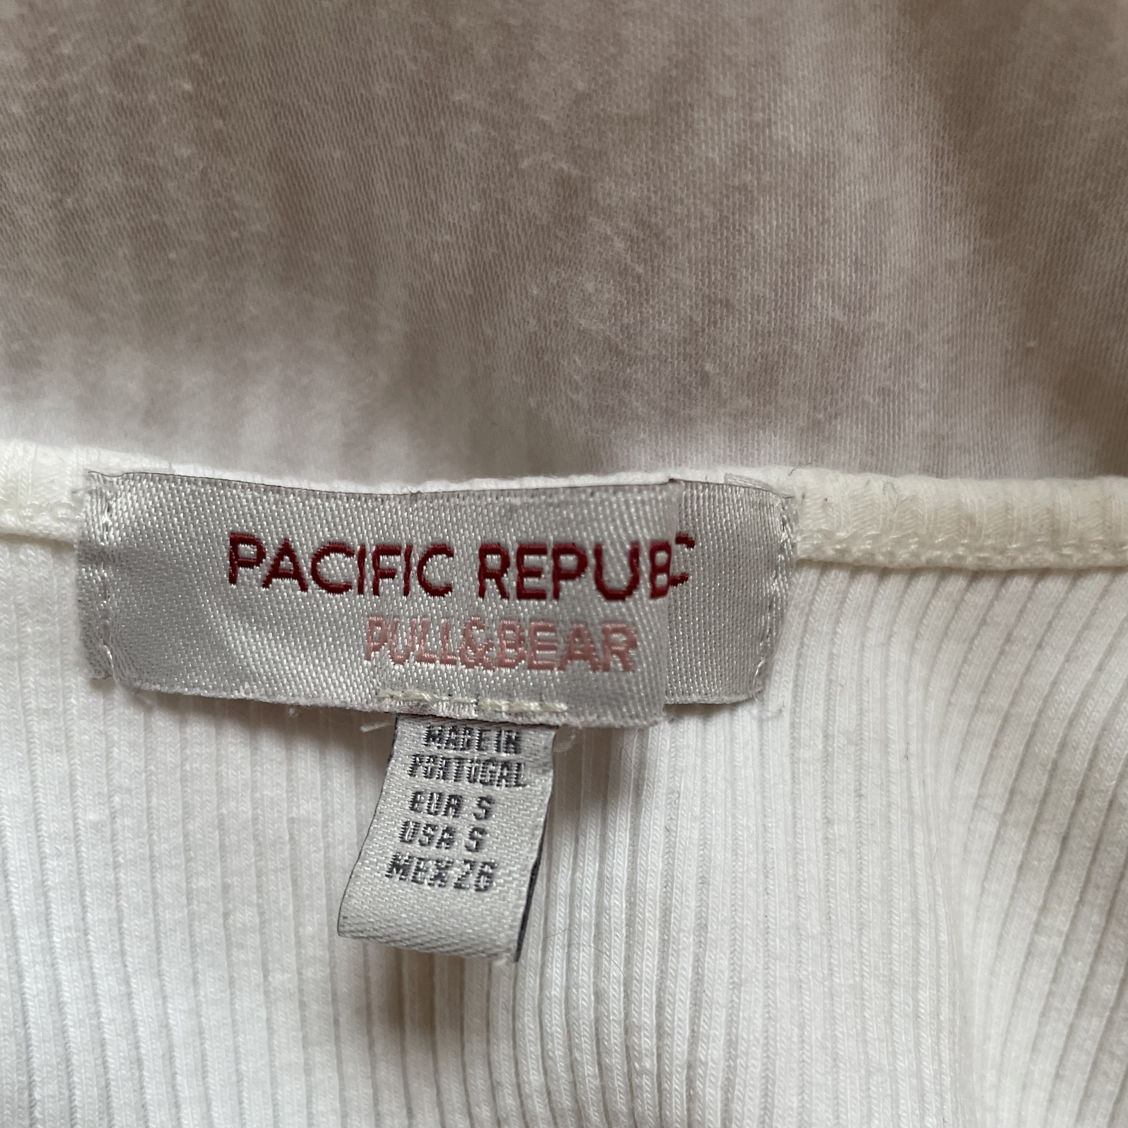 PACIFIC REPUB
PULL&BEAR
MADE IN
PORTUGAL
EUR S
USA S
MEX 26